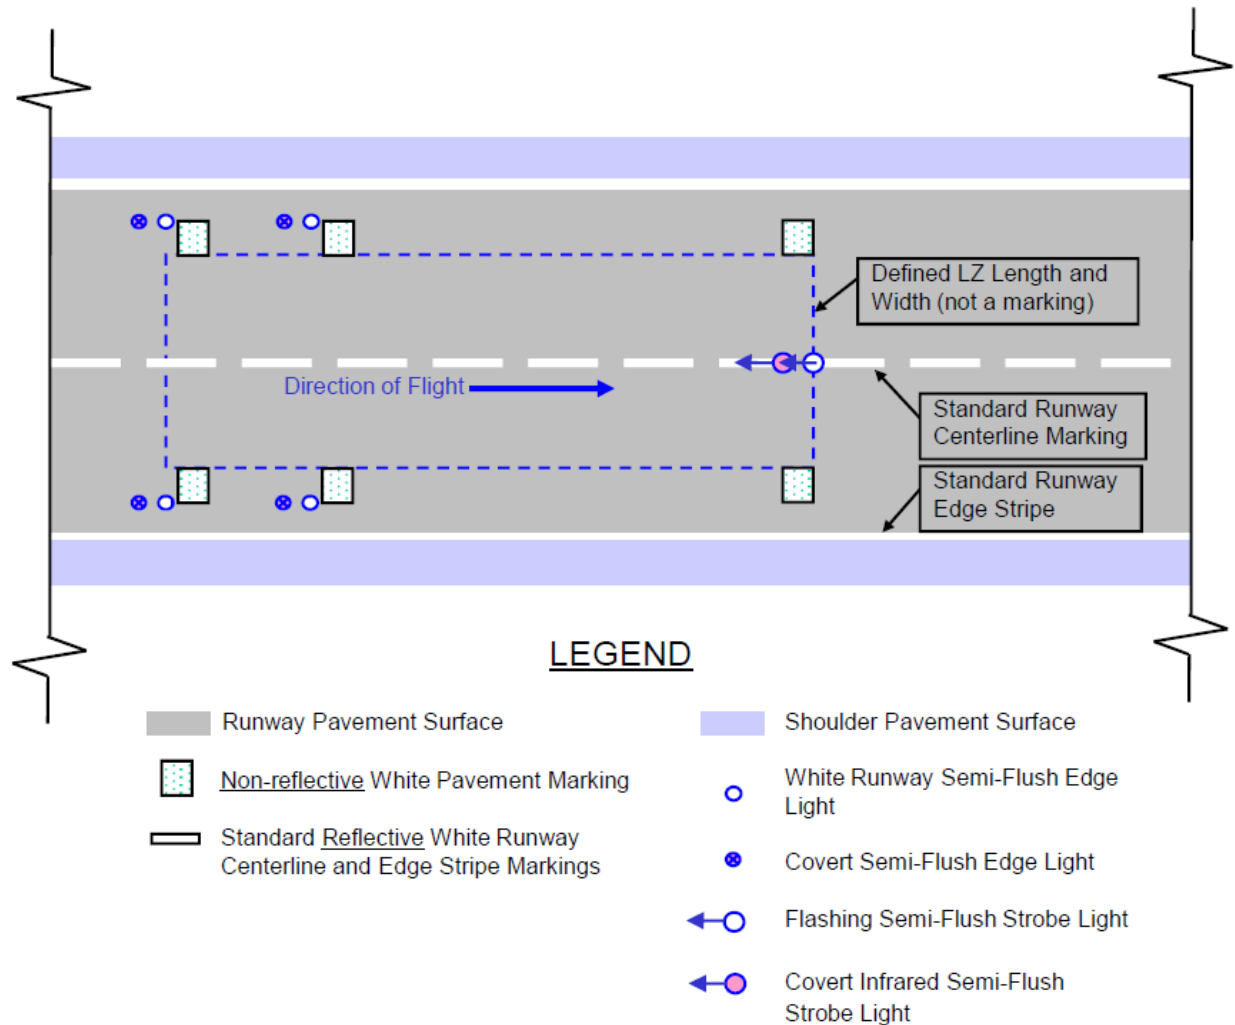 Defined LZ Length and
Width (not a marking)
Direction of Flight
Standard Runway
Centerline Marking
Standard Runway
Edge Stripe
LEGEND
Runway Pavement Surface
Non-reflective White Pavement Marking
Standard Reflective White Runway
Centerline and Edge Stripe Markings
Shoulder Pavement Surface
White Runway Semi-Flush Edge
Light
Covert Semi-Flush Edge Light
Flashing Semi-Flush Strobe Light
Covert Infrared Semi-Flush
Strobe Light